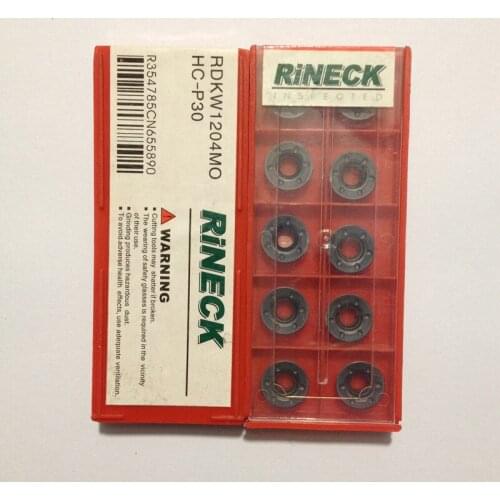 RDKW1204MO
HC-P30
R354785CN655890
RiNECK
WARNING
• Cutting tools may shatter if broken.
• The wearing of safety glasses is required in the vicinity
of their use.
• Grinding produces hazardous dust.
• To avoid adverse health effects, use adequate ventilation.
RiNECK
INSPECTED